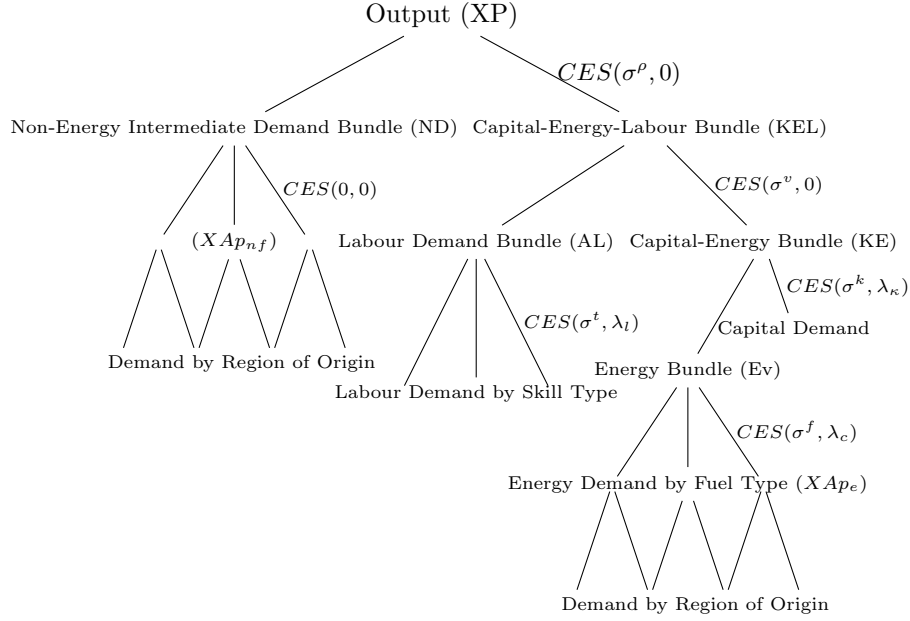 Output (XP)
CES(σ^ρ, 0)
Non-Energy Intermediate Demand Bundle (ND)
Capital-Energy-Labour Bundle (KEL)
CES(0, 0)
CES(σ^v, 0)
(XAp_{nf})
Labour Demand Bundle (AL)
Capital-Energy Bundle (KE)
CES(σ^k, λ_κ)
CES(σ^t, λ_l)
Capital Demand
Demand by Region of Origin
Energy Bundle (Ev)
Labour Demand by Skill Type
CES(σ^f, λ_c)
Energy Demand by Fuel Type (XAp_e)
Demand by Region of Origin